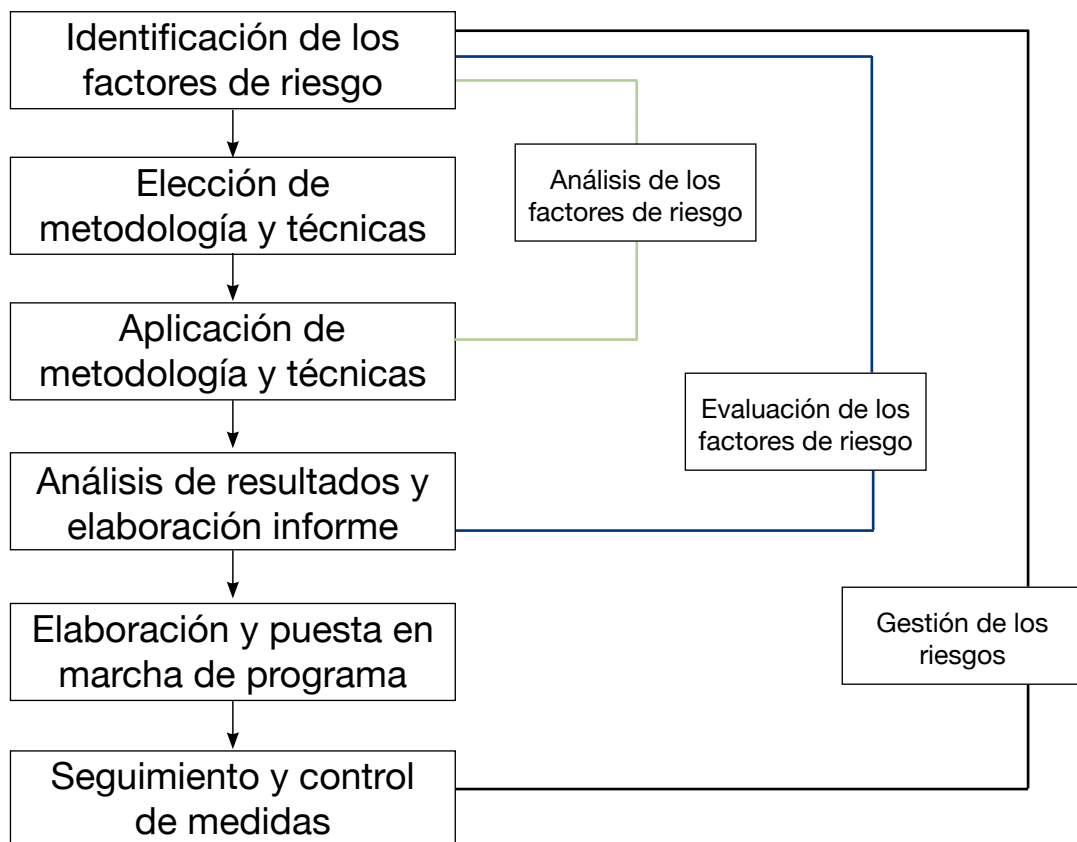 Identificación de los
factores de riesgo
Elección de
metodología y técnicas
Aplicación de
metodología y técnicas
Análisis de resultados y
elaboración informe
Elaboración y puesta en
marcha de programa
Seguimiento y control
de medidas
Análisis de los
factores de riesgo
Evaluación de los
factores de riesgo
Gestión de los
riesgos